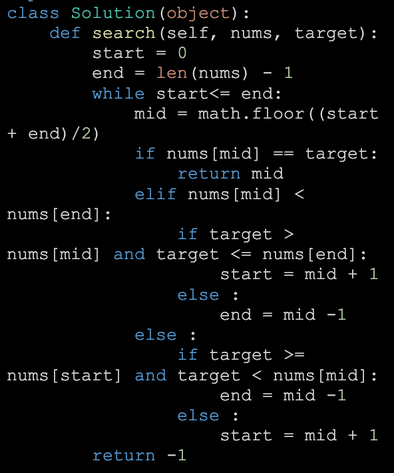 class Solution(object):
    def search(self, nums, target):
        start = 0
        end = len(nums) - 1
        while start<= end:
            mid = math.floor((start
+ end)/2)
            if nums[mid] == target:
                return mid
            elif nums[mid] <
nums[end]:
                if target >
nums[mid] and target <= nums[end]:
                    start = mid + 1
                else :
                    end = mid -1
            else :
                if target >=
nums[start] and target < nums[mid]:
                    end = mid -1
                else :
                    start = mid + 1
        return -1